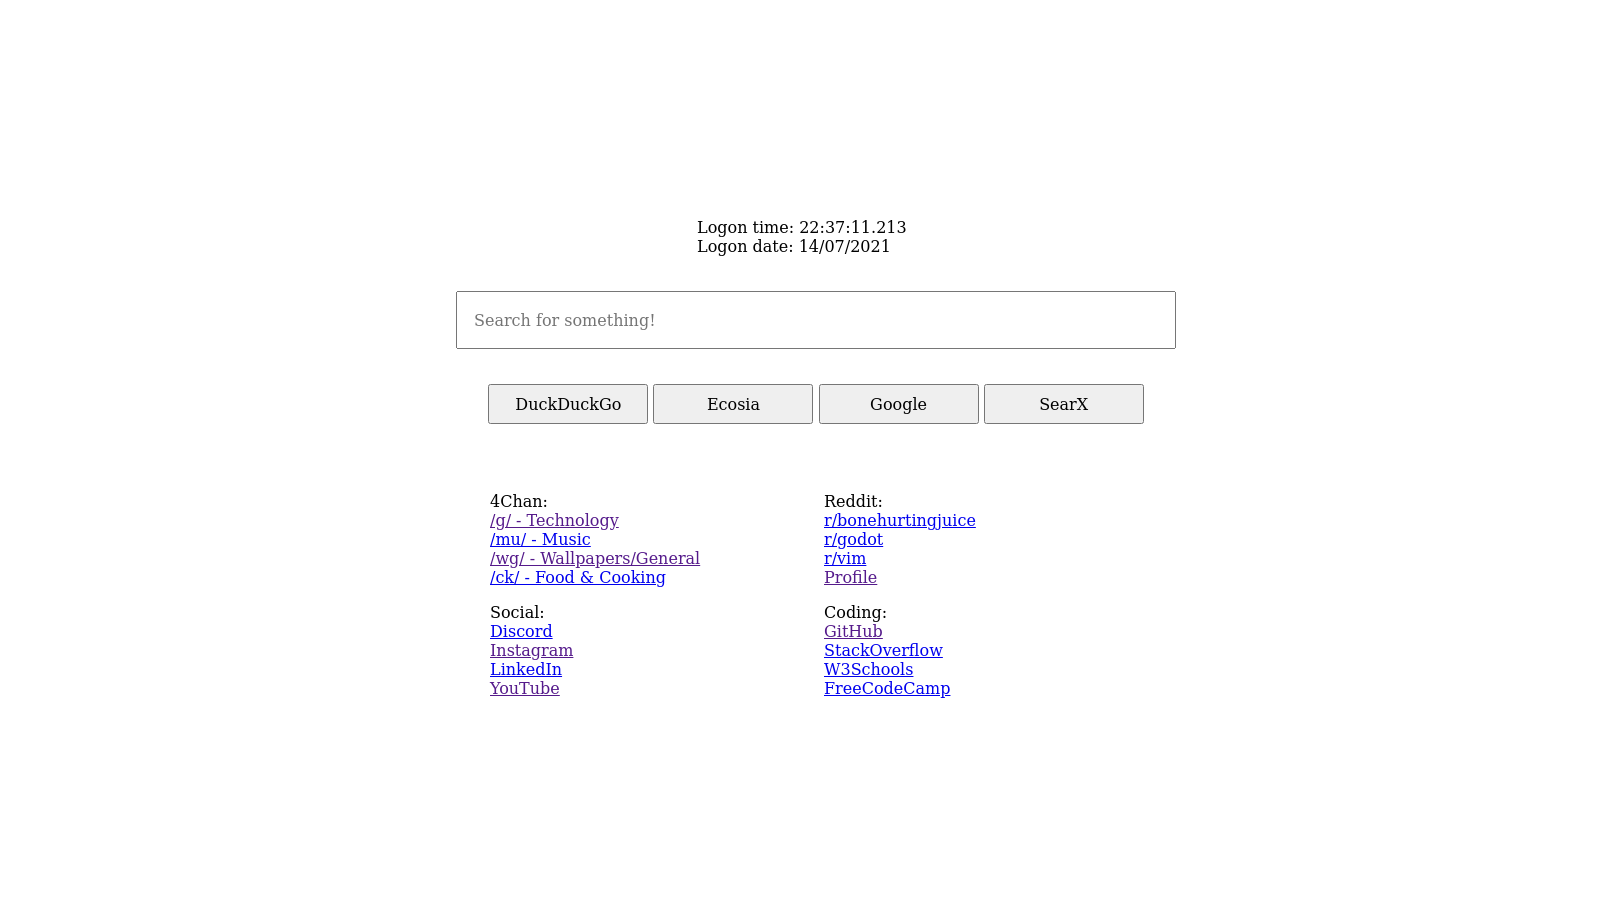 Logon time: 22:37:11.213
Logon date: 14/07/2021
Search for something!
DuckDuckGo
Ecosia
Google
SearX
4Chan:
/g/ - Technology
/mu/ - Music
/wg/ - Wallpapers/General
/ck/ - Food & Cooking
Reddit:
r/bonehurtingjuice
r/godot
r/vim
Profile
Social:
Discord
Instagram
LinkedIn
YouTube
Coding:
GitHub
StackOverflow
W3Schools
FreeCodeCamp